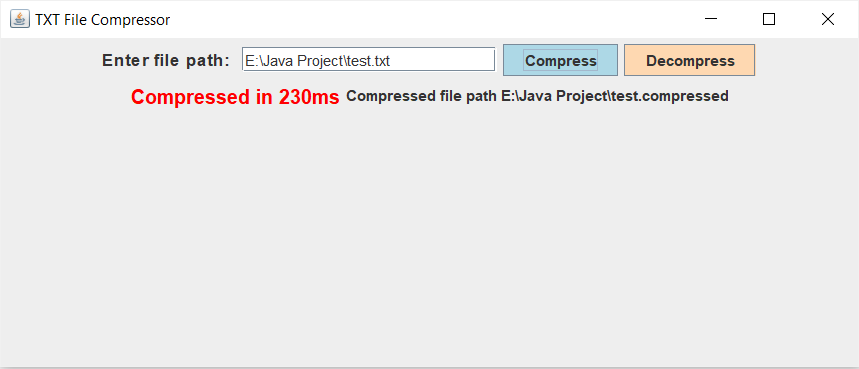 TXT File Compressor
Enter file path: E:\Java Project\test.txt Compress Decompress
Compressed in 230ms Compressed file path E:\Java Project\test.compressed